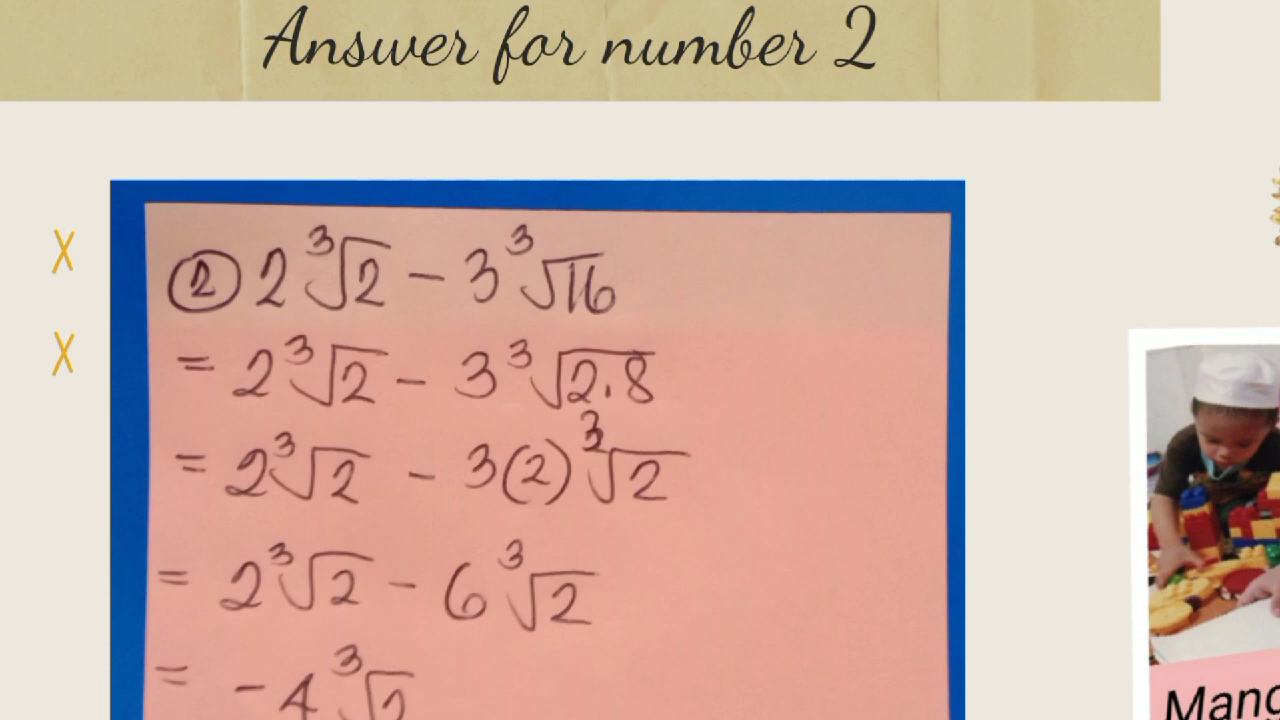 Answer for number 2
② 2∛2 - 3∛16
= 2∛2 - 3∛2.8
= 2∛2 - 3(2)∛2
= 2∛2 - 6∛2
= -4∛2